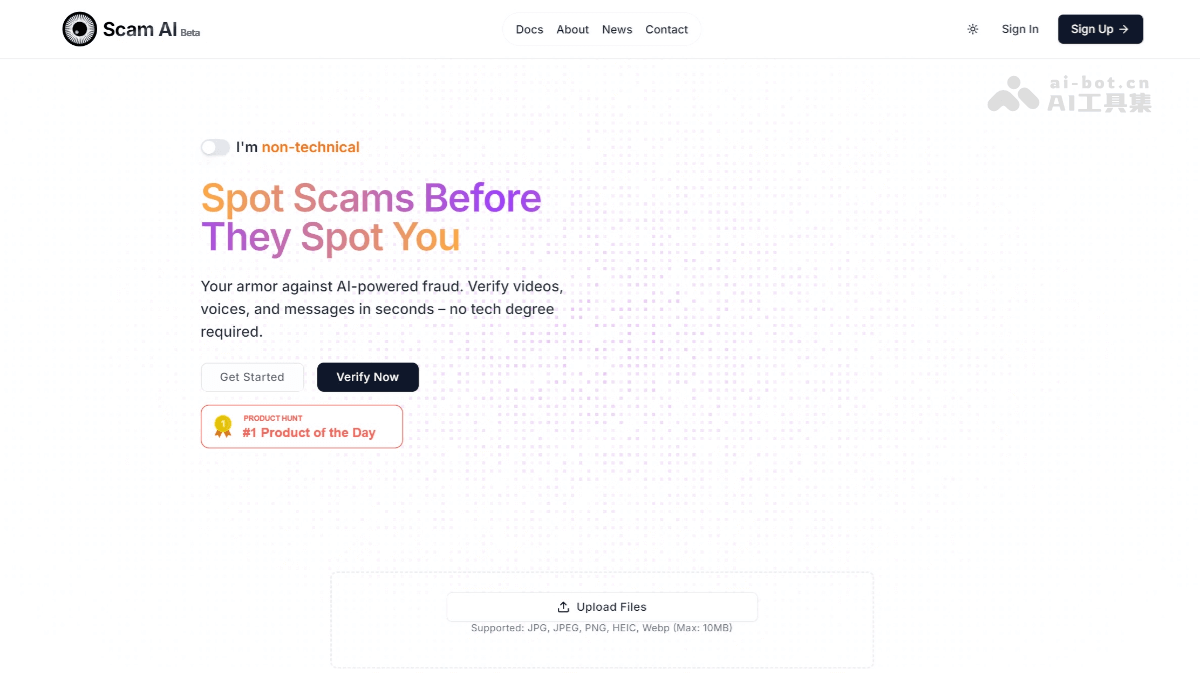 Scam AI Beta
Docs About News Contact
Sign In
Sign Up →
ai-bot.cn
AI工具集
I'm non-technical
Spot Scams Before
They Spot You
Your armor against AI-powered fraud. Verify videos,
voices, and messages in seconds – no tech degree
required.
Get Started
Verify Now
1
PRODUCT HUNT
#1 Product of the Day
Upload Files
Supported: JPG, JPEG, PNG, HEIC, Webp (Max: 10MB)